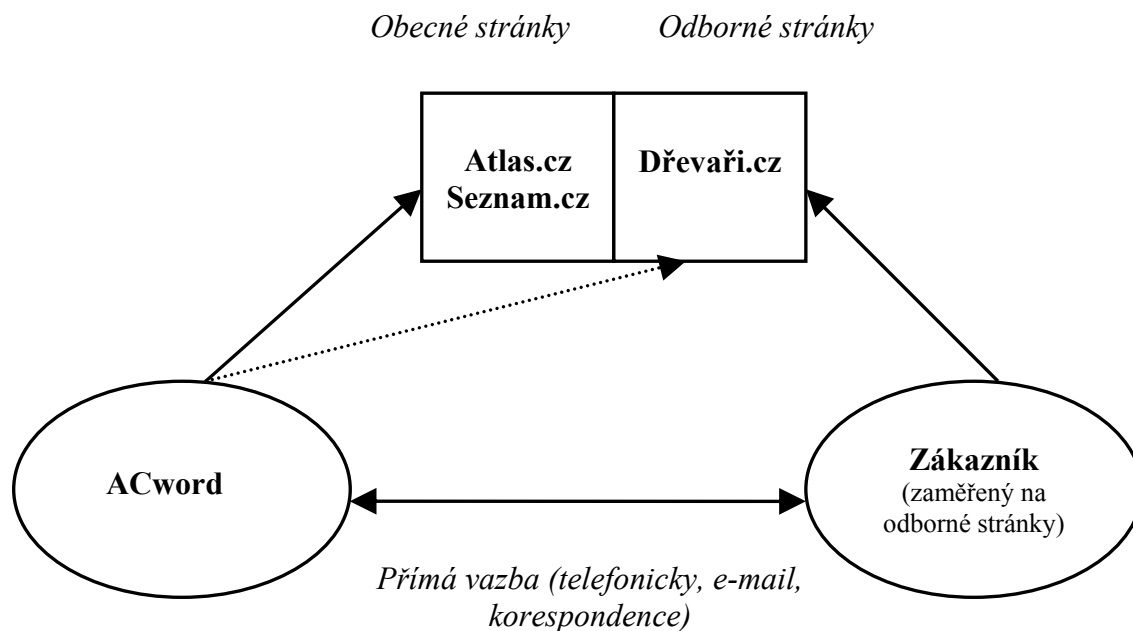 Obecné stránky
Odborné stránky
Atlas.cz
Seznam.cz
Dřevaři.cz
ACword
Zákazník
(zaměřený na
odborné stránky)
Přímá vazba (telefonicky, e-mail,
korespondence)